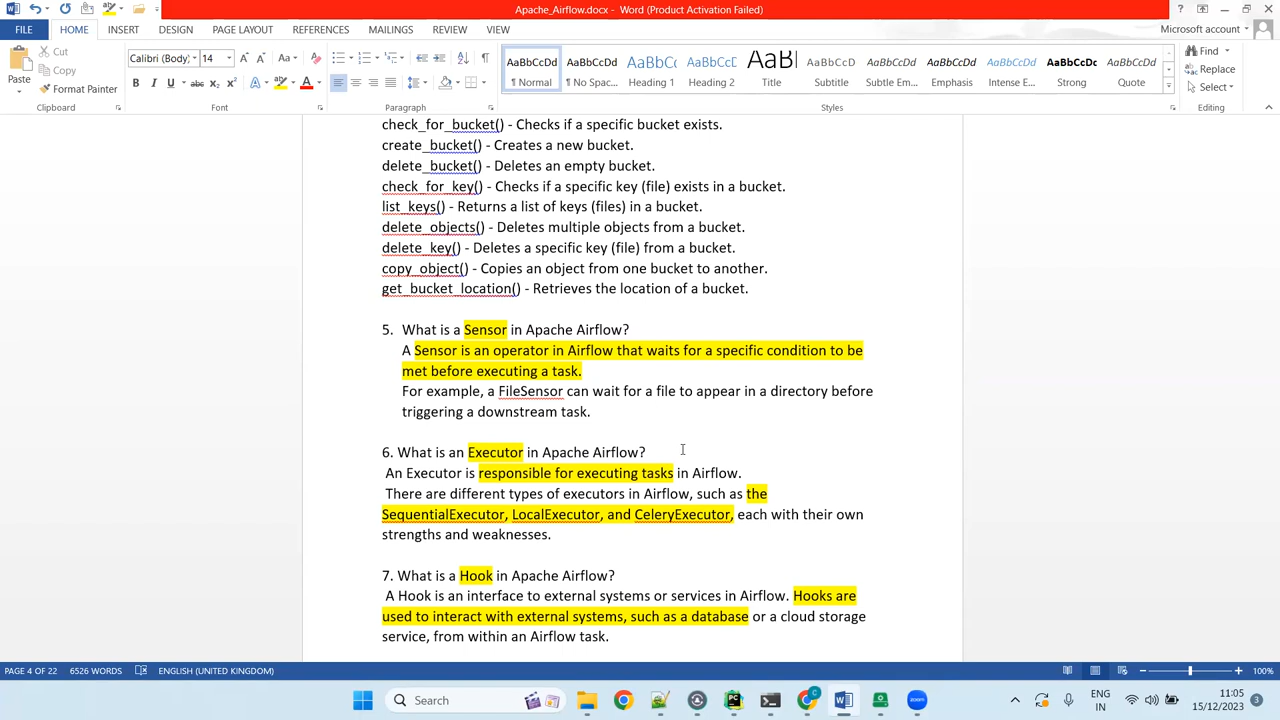 Apache_Airflow.docx - Word (Product Activation Failed)
FILE HOME INSERT DESIGN PAGE LAYOUT REFERENCES MAILINGS REVIEW VIEW Microsoft account
Cut
Copy
Format Painter
Paste
Clipboard
Calibri (Body) 14
Font
Paragraph
AaBbCcDd AaBbCcDd AaBbC AaBbCcD AaB AaBbCcD AaBbCcDd AaBbCcDd AaBbCcDd AaBbCcDc AaBbCcDd
¶ Normal ¶ No Spac... Heading 1 Heading 2 Title Subtitle Subtle Em... Emphasis Intense E... Strong Quote
Styles
Find
Replace
Select
Editing
check_for_bucket() - Checks if a specific bucket exists.
create_bucket() - Creates a new bucket.
delete_bucket() - Deletes an empty bucket.
check_for_key() - Checks if a specific key (file) exists in a bucket.
list_keys() - Returns a list of keys (files) in a bucket.
delete_objects() - Deletes multiple objects from a bucket.
delete_key() - Deletes a specific key (file) from a bucket.
copy_object() - Copies an object from one bucket to another.
get_bucket_location() - Retrieves the location of a bucket.
5. What is a Sensor in Apache Airflow?
A Sensor is an operator in Airflow that waits for a specific condition to be
met before executing a task.
For example, a FileSensor can wait for a file to appear in a directory before
triggering a downstream task.
6. What is an Executor in Apache Airflow?
An Executor is responsible for executing tasks in Airflow.
There are different types of executors in Airflow, such as the
SequentialExecutor, LocalExecutor, and CeleryExecutor, each with their own
strengths and weaknesses.
7. What is a Hook in Apache Airflow?
A Hook is an interface to external systems or services in Airflow. Hooks are
used to interact with external systems, such as a database or a cloud storage
service, from within an Airflow task.
PAGE 4 OF 22 6526 WORDS ENGLISH (UNITED KINGDOM) 100%
Search
ENG
IN
11:05
15/12/2023
3